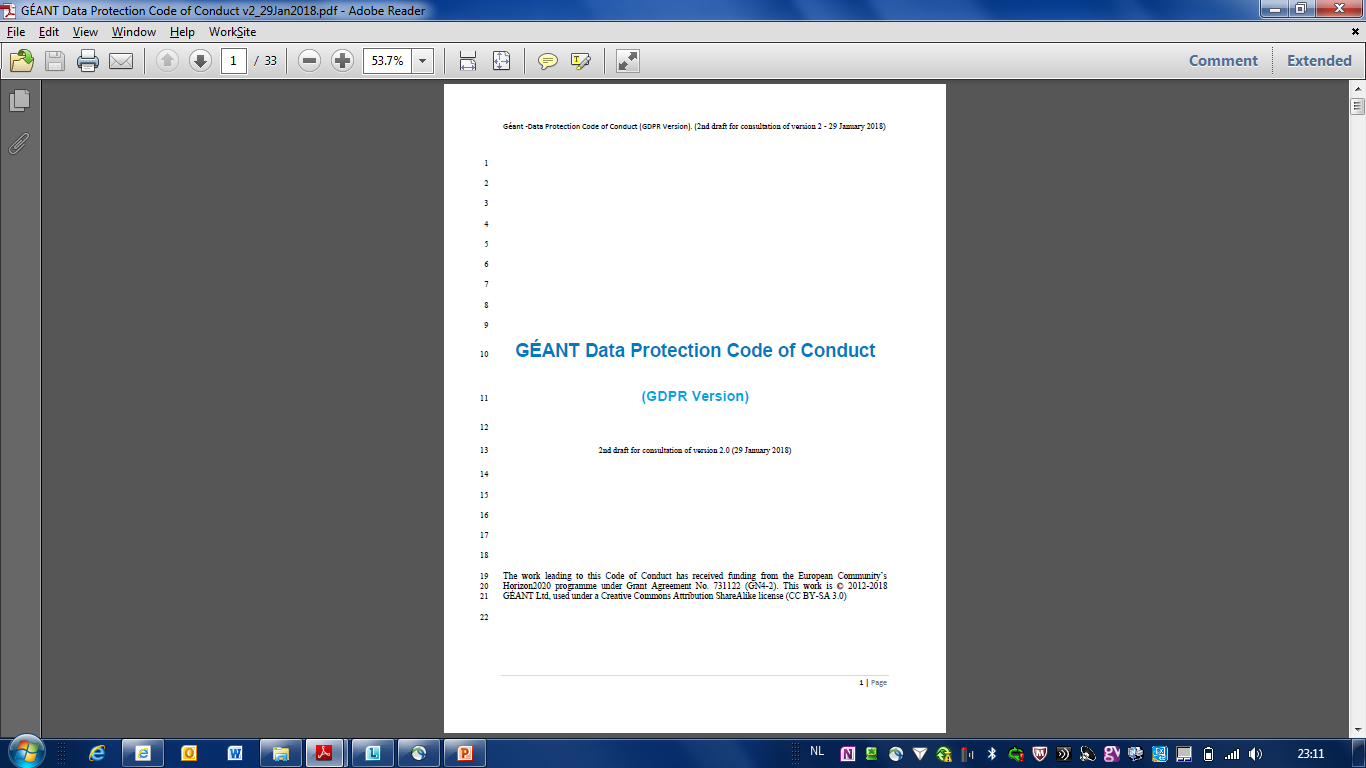 GÉANT Data Protection Code of Conduct v2_29Jan2018.pdf - Adobe Reader
File Edit View Window Help WorkSite
1 / 33 53.7% Comment Extended
Géant -Data Protection Code of Conduct (GDPR Version). (2nd draft for consultation of version 2 - 29 January 2018)
1
2
3
4
5
6
7
8
9
10 GÉANT Data Protection Code of Conduct
11 (GDPR Version)
12
13 2nd draft for consultation of version 2.0 (29 January 2018)
14
15
16
17
18
19 The work leading to this Code of Conduct has received funding from the European Community's
20 Horizon2020 programme under Grant Agreement No. 731122 (GN4-2). This work is © 2012-2018
21 GÉANT Ltd, used under a Creative Commons Attribution ShareAlike license (CC BY-SA 3.0)
22
1 | Page
NL 23:11